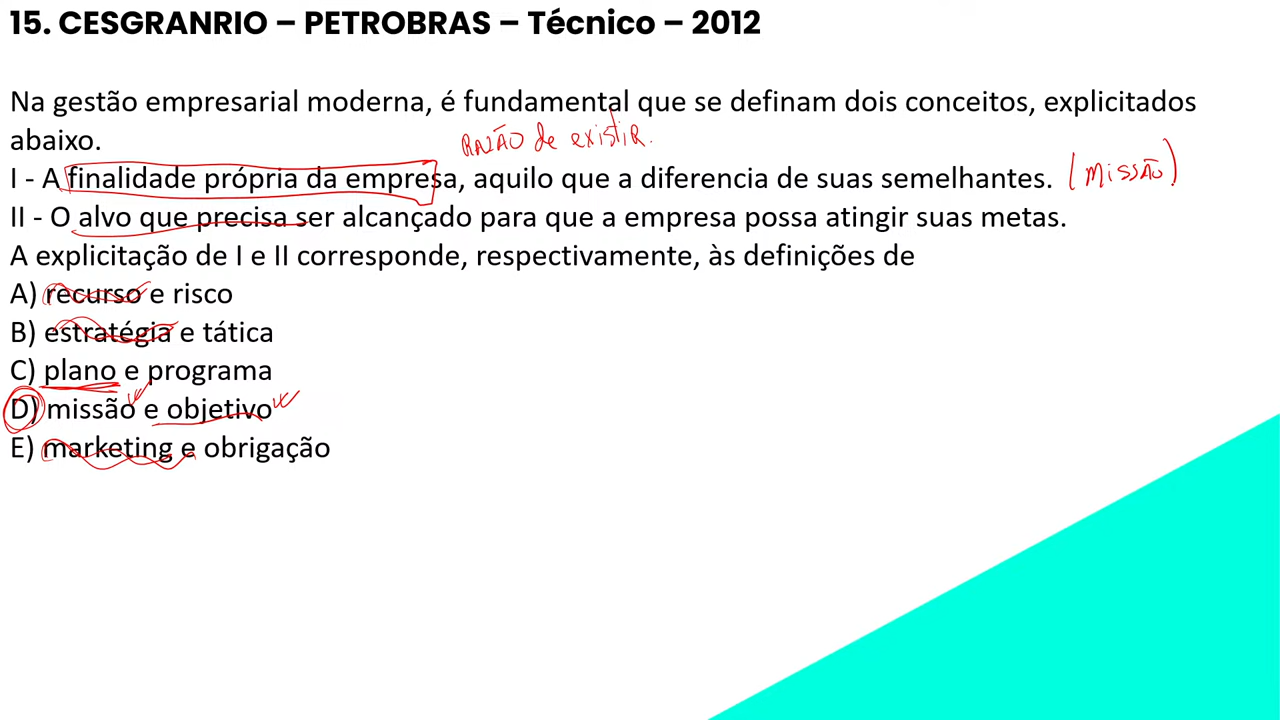 15. CESGRANRIO – PETROBRAS – Técnico – 2012
Na gestão empresarial moderna, é fundamental que se definam dois conceitos, explicitados
abaixo.
RAZÃO de existir.
I - A finalidade própria da empresa, aquilo que a diferencia de suas semelhantes. (missão)
II - O alvo que precisa ser alcançado para que a empresa possa atingir suas metas.
A explicitação de I e II corresponde, respectivamente, às definições de
A) recurso e risco
B) estratégia e tática
C) plano e programa
D) missão e objetivo
E) marketing e obrigação